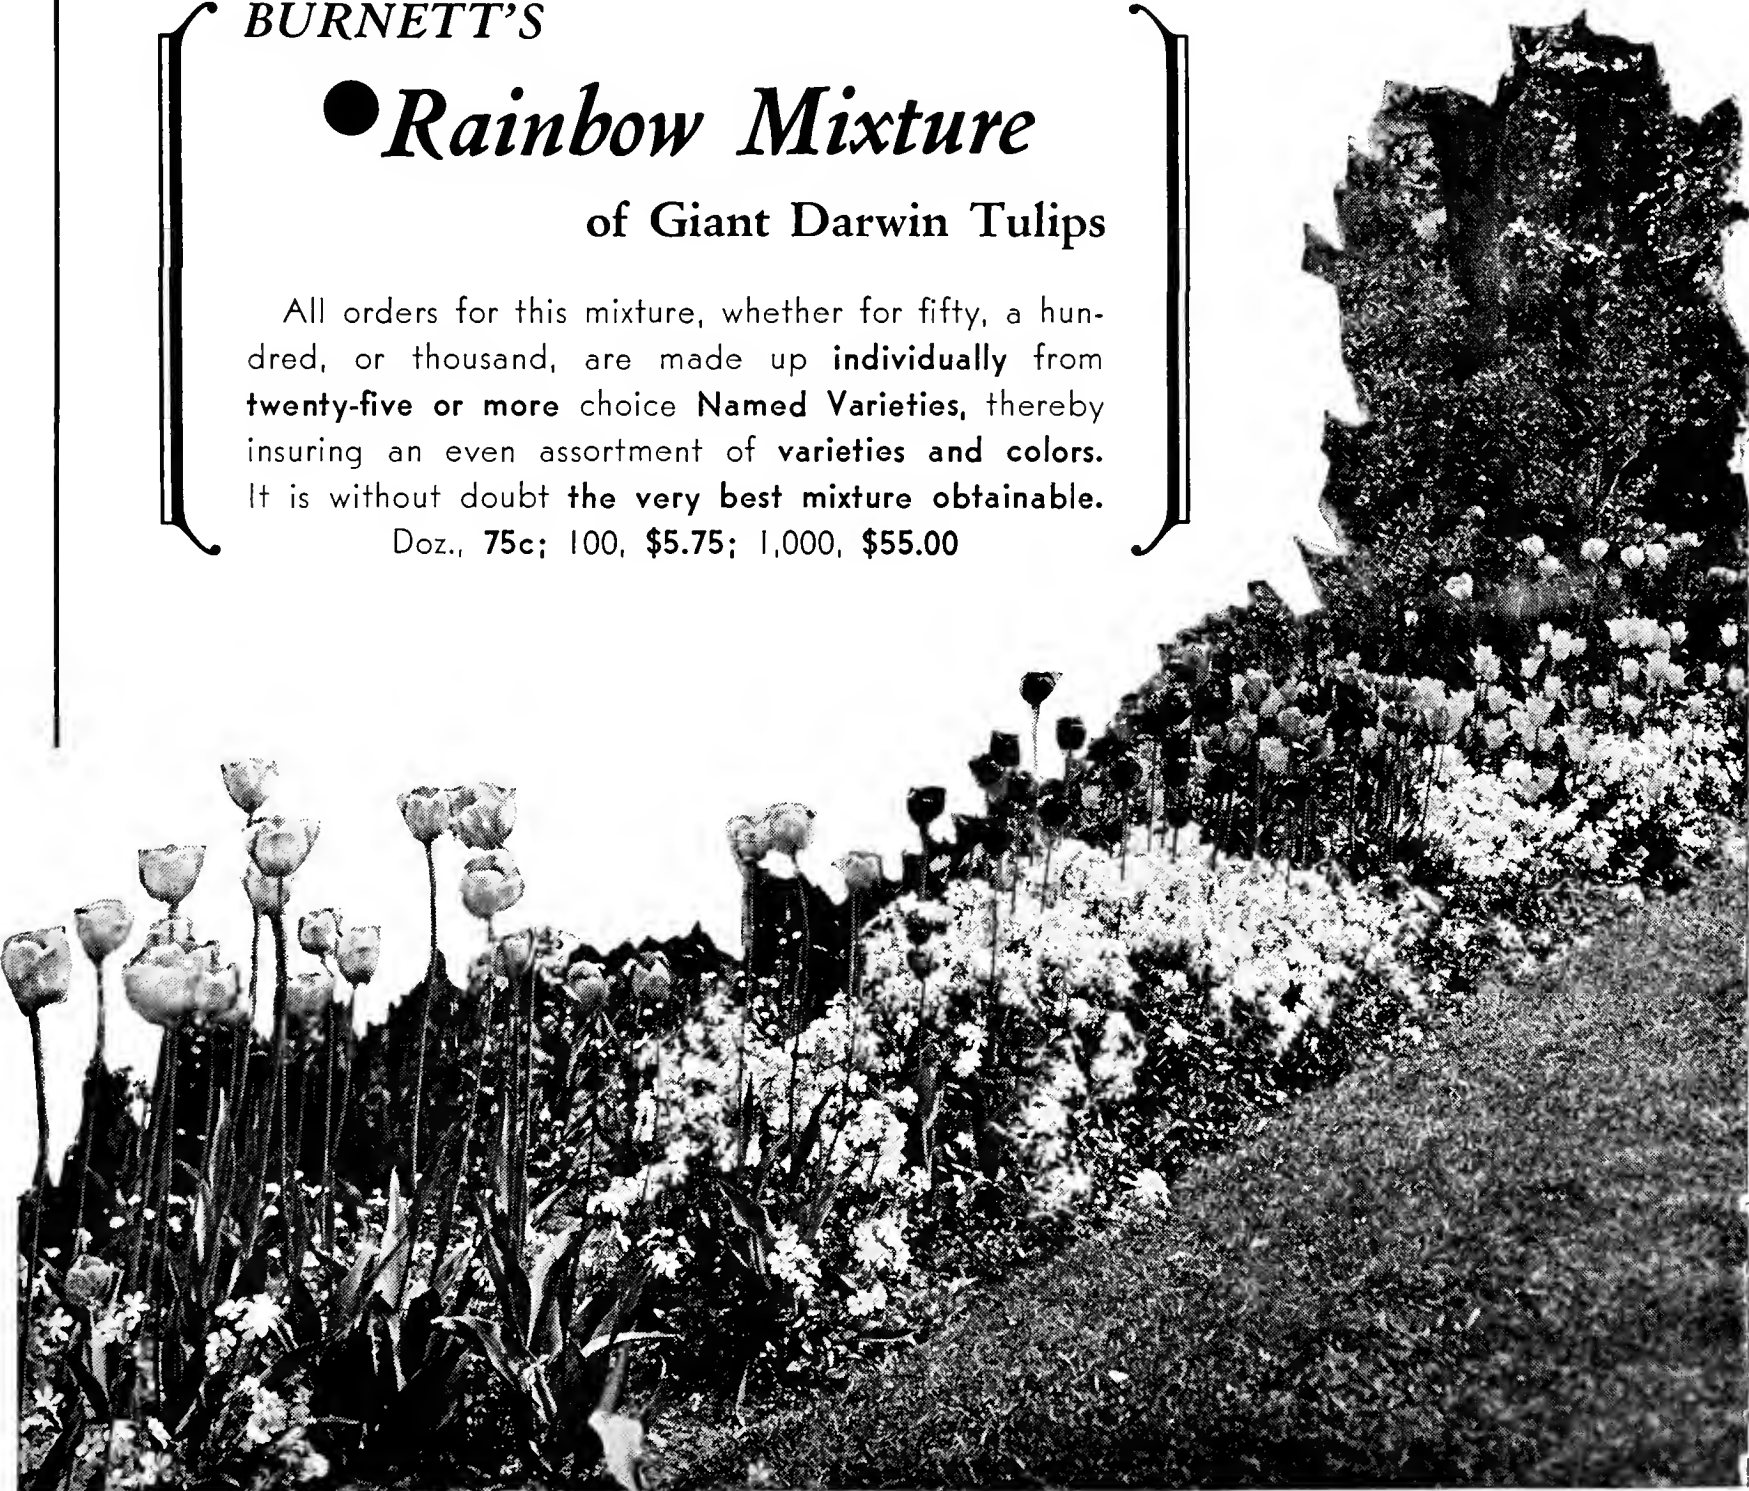 BURNETT'S
●Rainbow Mixture
of Giant Darwin Tulips
All orders for this mixture, whether for fifty, a hun-
dred, or thousand, are made up individually from
twenty-five or more choice Named Varieties, thereby
insuring an even assortment of varieties and colors.
It is without doubt the very best mixture obtainable.
Doz., 75c; 100, $5.75; 1,000, $55.00